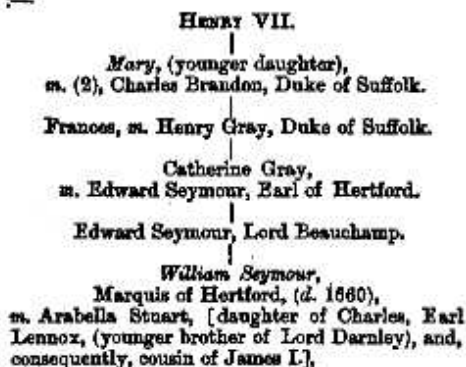 HENRY VII.
Mary, (younger daughter),
m. (2), Charles Brandon, Duke of Suffolk.
Frances, m. Henry Gray, Duke of Suffolk.
Catherine Gray,
m. Edward Seymour, Earl of Hertford.
Edward Seymour, Lord Beauchamp.
William Seymour,
Marquis of Hertford, (d. 1660),
m. Arabella Stuart, [daughter of Charles, Earl
Lennox, (younger brother of Lord Darnley), and,
consequently, cousin of James I.],